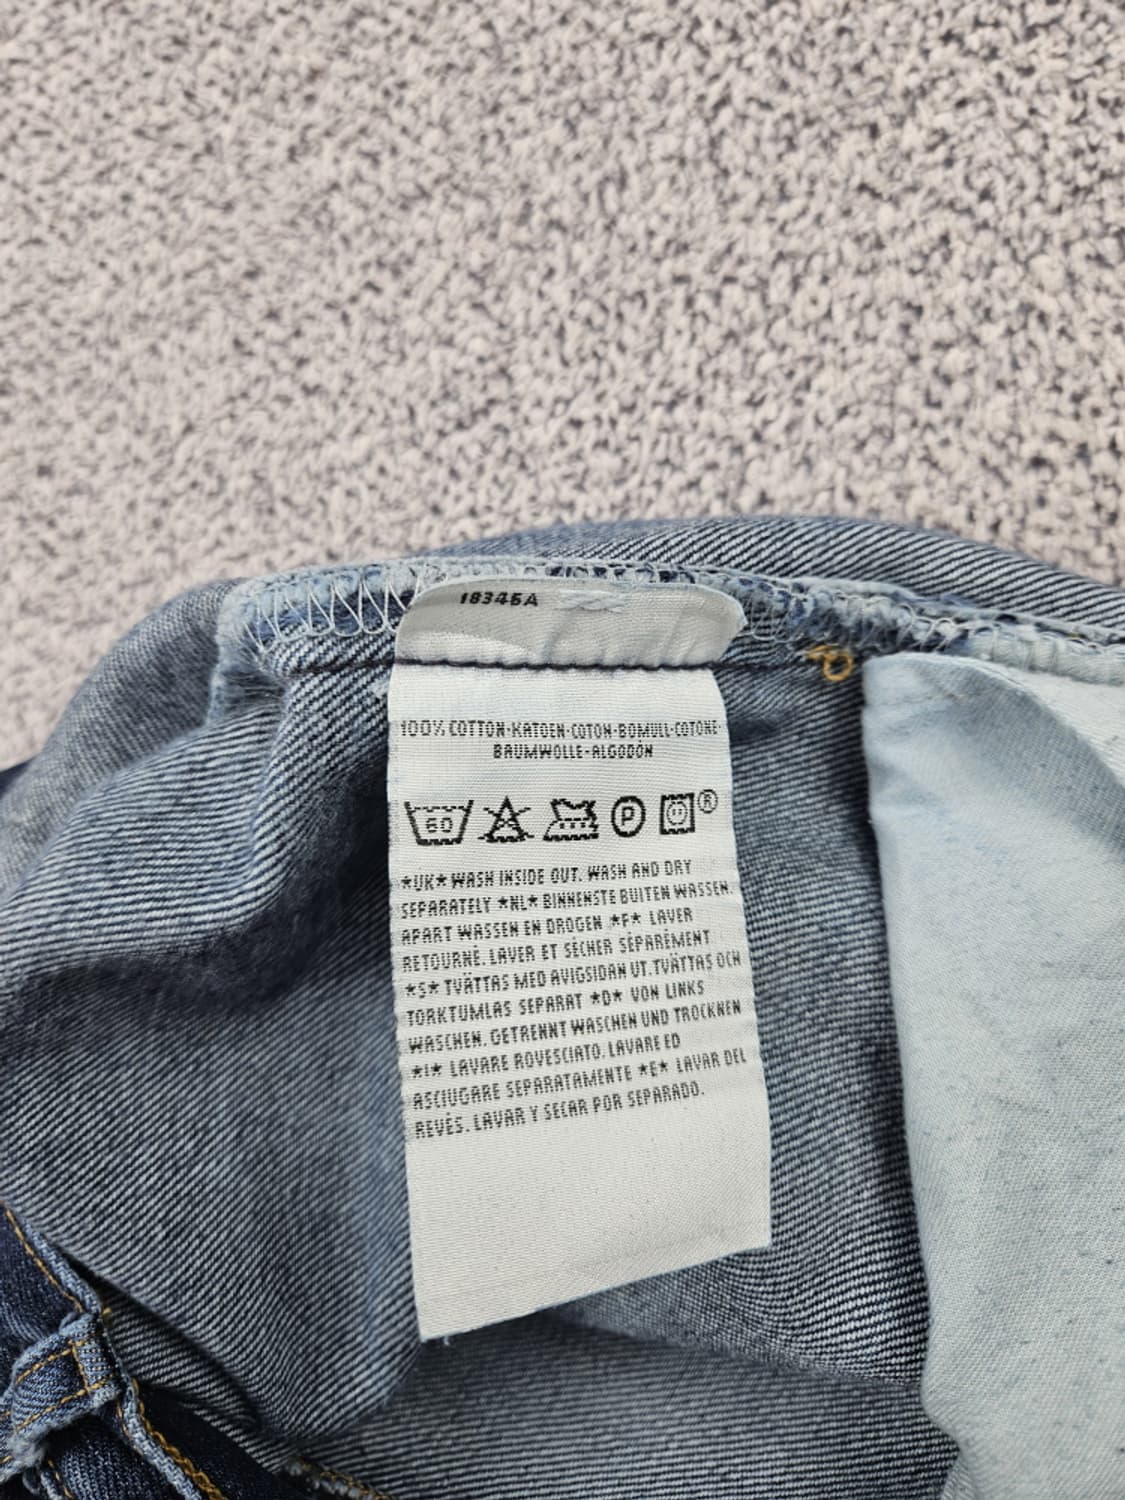 18346A
100% COTTON·KATOEN·COTON·BOMULL·COTONE·
BAUMWOLLE·ALGODÓN
60 P ®
*UK* WASH INSIDE OUT. WASH AND DRY
SEPARATELY *NL* BINNENSTE BUITEN WASSEN.
APART WASSEN EN DROGEN *F* LAVER
RETOURNÉ. LAVER ET SÉCHER SÉPARÉMENT
*S* TVÄTTAS MED AVIGSIDAN UT.TVÄTTAS OCH
TORKTUMLAS SEPARAT *D* VON LINKS
WASCHEN. GETRENNT WASCHEN UND TROCKNEN
*I* LAVARE ROVESCIATO. LAVARE ED
ASCIUGARE SEPARATAMENTE *E* LAVAR DEL
REVÉS. LAVAR Y SECAR POR SEPARADO.